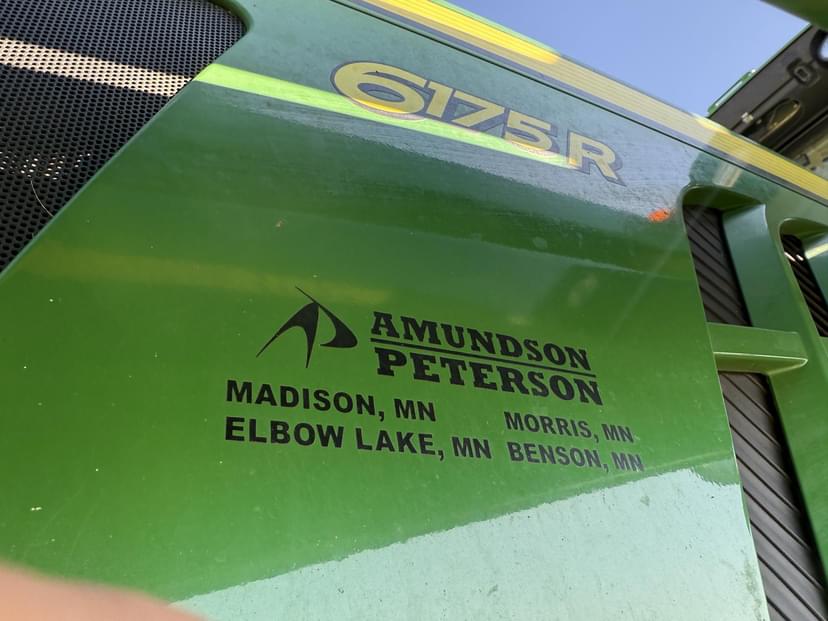 6175R
AMUNDSON
PETERSON
MADISON, MN
MORRIS, MN
ELBOW LAKE, MN
BENSON, MN